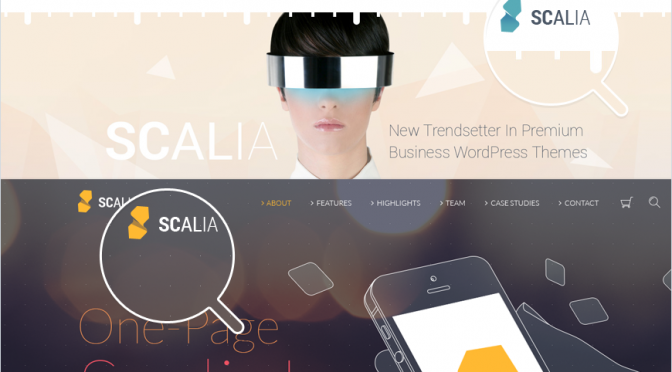 SCALIA
SCALIA
New Trendsetter In Premium
Business WordPress Themes
SCALIA
ABOUT
FEATURES
HIGHLIGHTS
TEAM
CASE STUDIES
CONTACT
One-Page